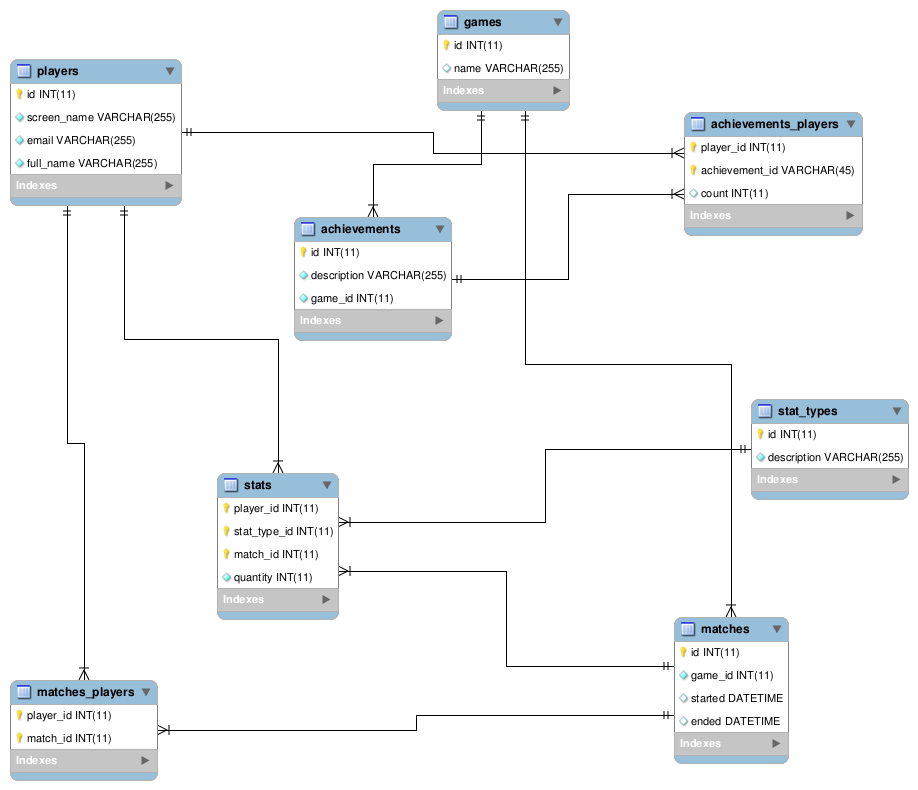 games
id INT(11)
name VARCHAR(255)
Indexes
players
id INT(11)
screen_name VARCHAR(255)
email VARCHAR(255)
full_name VARCHAR(255)
Indexes
achievements_players
player_id INT(11)
achievement_id VARCHAR(45)
count INT(11)
Indexes
achievements
id INT(11)
description VARCHAR(255)
game_id INT(11)
Indexes
stat_types
id INT(11)
description VARCHAR(255)
Indexes
stats
player_id INT(11)
stat_type_id INT(11)
match_id INT(11)
quantity INT(11)
Indexes
matches
id INT(11)
game_id INT(11)
started DATETIME
ended DATETIME
Indexes
matches_players
player_id INT(11)
match_id INT(11)
Indexes